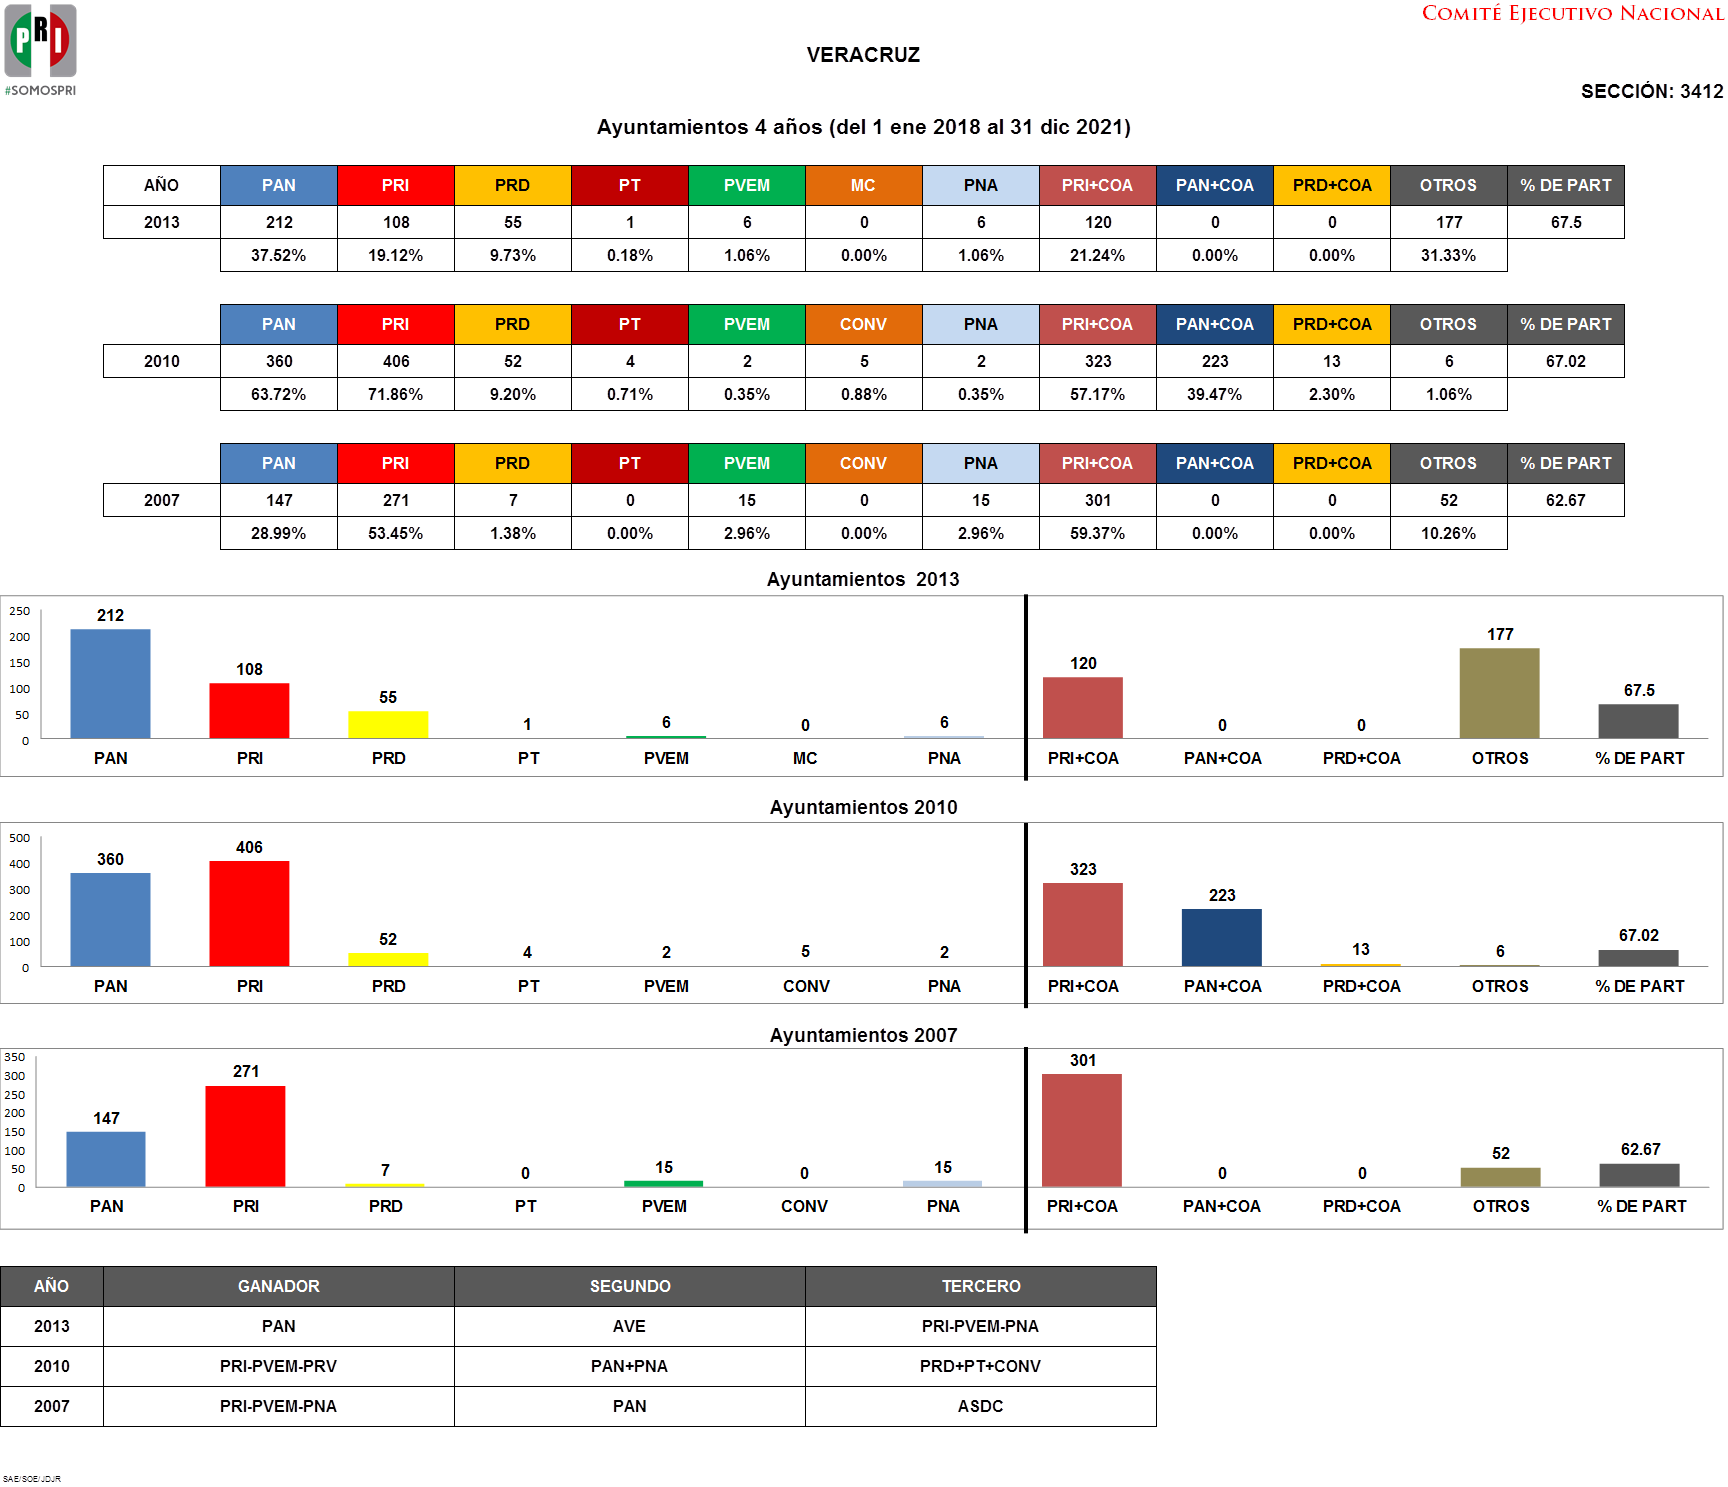 COMITÉ EJECUTIVO NACIONAL
PRI
#SOMOSPRI
VERACRUZ
SECCIÓN: 3412
Ayuntamientos 4 años (del 1 ene 2018 al 31 dic 2021)
AÑO PAN PRI PRD PT PVEM MC PNA PRI+COA PAN+COA PRD+COA OTROS % DE PART
2013 212 108 55 1 6 0 6 120 0 0 177 67.5
37.52% 19.12% 9.73% 0.18% 1.06% 0.00% 1.06% 21.24% 0.00% 0.00% 31.33%
PAN PRI PRD PT PVEM CONV PNA PRI+COA PAN+COA PRD+COA OTROS % DE PART
2010 360 406 52 4 2 5 2 323 223 13 6 67.02
63.72% 71.86% 9.20% 0.71% 0.35% 0.88% 0.35% 57.17% 39.47% 2.30% 1.06%
PAN PRI PRD PT PVEM CONV PNA PRI+COA PAN+COA PRD+COA OTROS % DE PART
2007 147 271 7 0 15 0 15 301 0 0 52 62.67
28.99% 53.45% 1.38% 0.00% 2.96% 0.00% 2.96% 59.37% 0.00% 0.00% 10.26%
Ayuntamientos 2013
250
200
150
100
50
0
212 108 55 1 6 0 6 120 0 0 177 67.5
PAN PRI PRD PT PVEM MC PNA PRI+COA PAN+COA PRD+COA OTROS % DE PART
Ayuntamientos 2010
500
400
300
200
100
0
360 406 52 4 2 5 2 323 223 13 6 67.02
PAN PRI PRD PT PVEM CONV PNA PRI+COA PAN+COA PRD+COA OTROS % DE PART
Ayuntamientos 2007
350
300
250
200
150
100
50
0
147 271 7 0 15 0 15 301 0 0 52 62.67
PAN PRI PRD PT PVEM CONV PNA PRI+COA PAN+COA PRD+COA OTROS % DE PART
AÑO GANADOR SEGUNDO TERCERO
2013 PAN AVE PRI-PVEM-PNA
2010 PRI-PVEM-PRV PAN+PNA PRD+PT+CONV
2007 PRI-PVEM-PNA PAN ASDC
SAE/SOE/JDJR